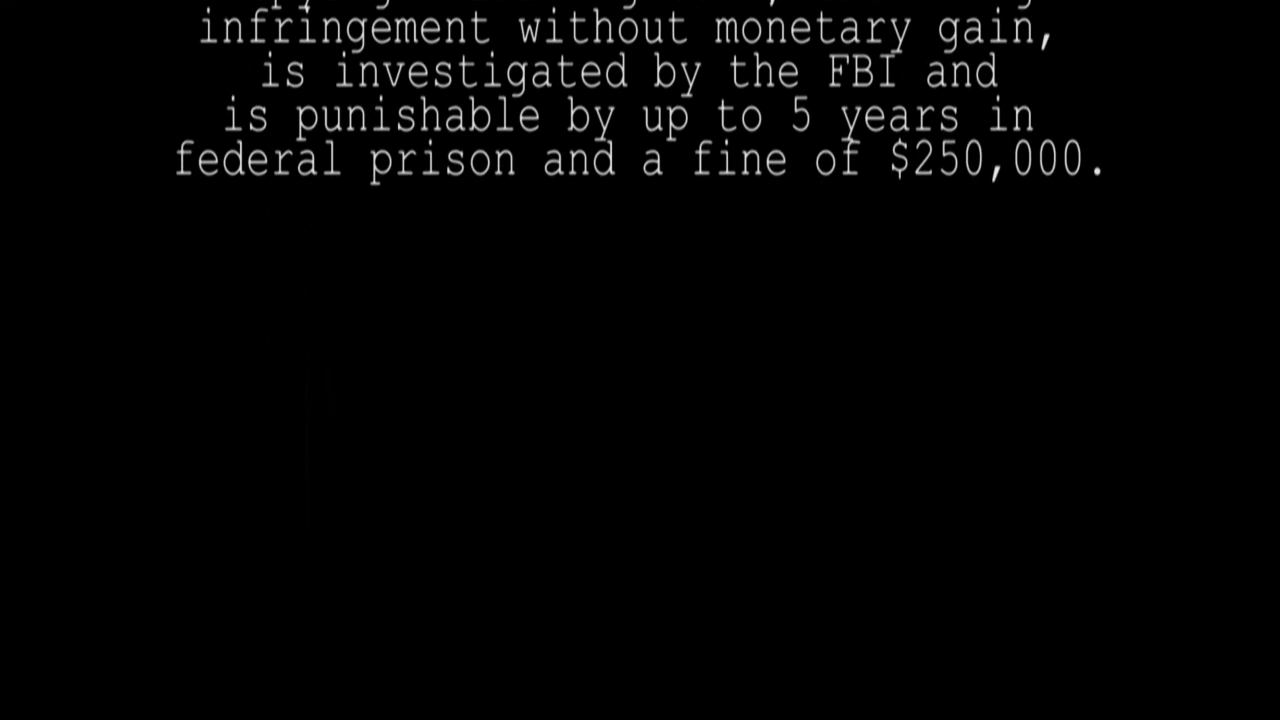 infringement without monetary gain,
is investigated by the FBI and
is punishable by up to 5 years in
federal prison and a fine of $250,000.